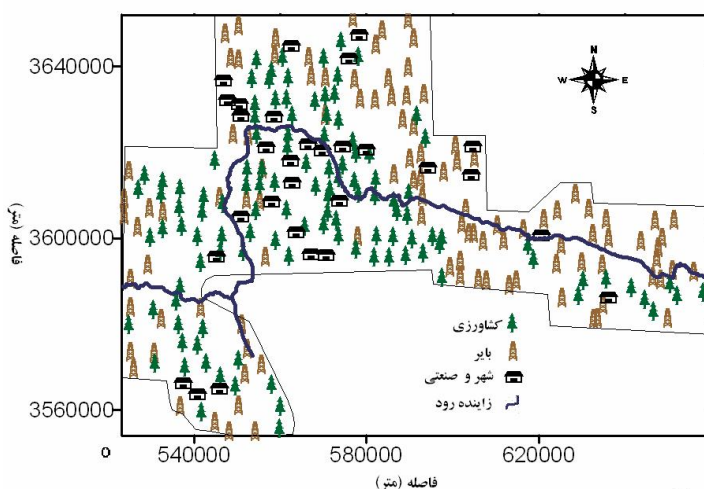 3640000
N
W
E
S
3600000
فاصله (متر)
کشاورزی
بایر
شهر و صنعتی
زاینده رود
3560000
0
540000
580000
620000
فاصله (متر)